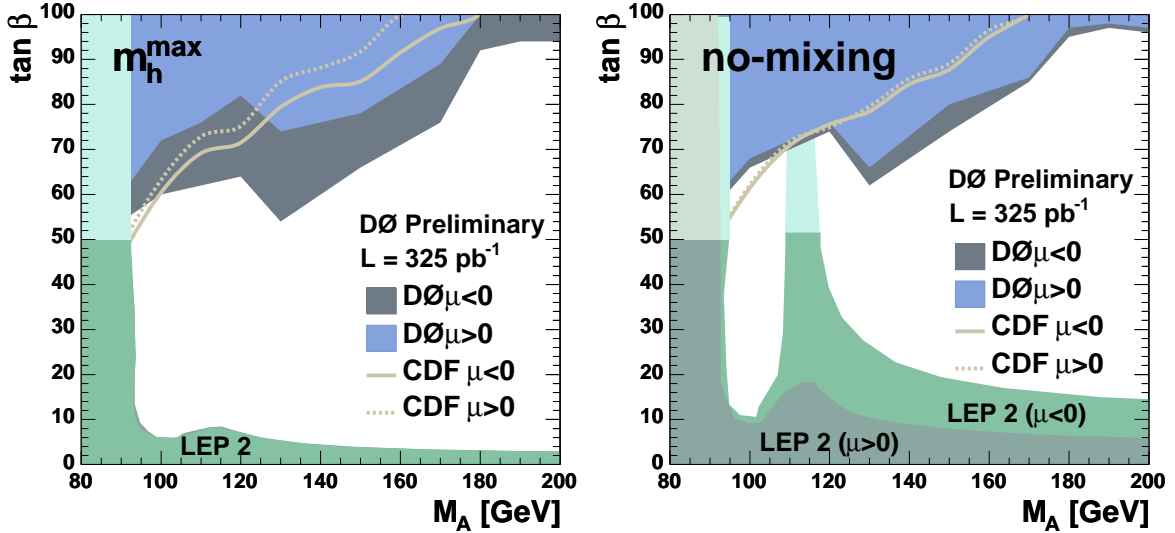 tan β
100
90
80
70
60
50
40
30
20
10
0
m_h^max
DØ Preliminary
L = 325 pb⁻¹
DØμ<0
DØμ>0
CDF μ<0
CDF μ>0
LEP 2
80 100 120 140 160 180 200
M_A [GeV]
tan β
100
90
80
70
60
50
40
30
20
10
0
no-mixing
DØ Preliminary
L = 325 pb⁻¹
DØμ<0
DØμ>0
CDF μ<0
CDF μ>0
LEP 2 (μ<0)
LEP 2 (μ>0)
80 100 120 140 160 180 200
M_A [GeV]